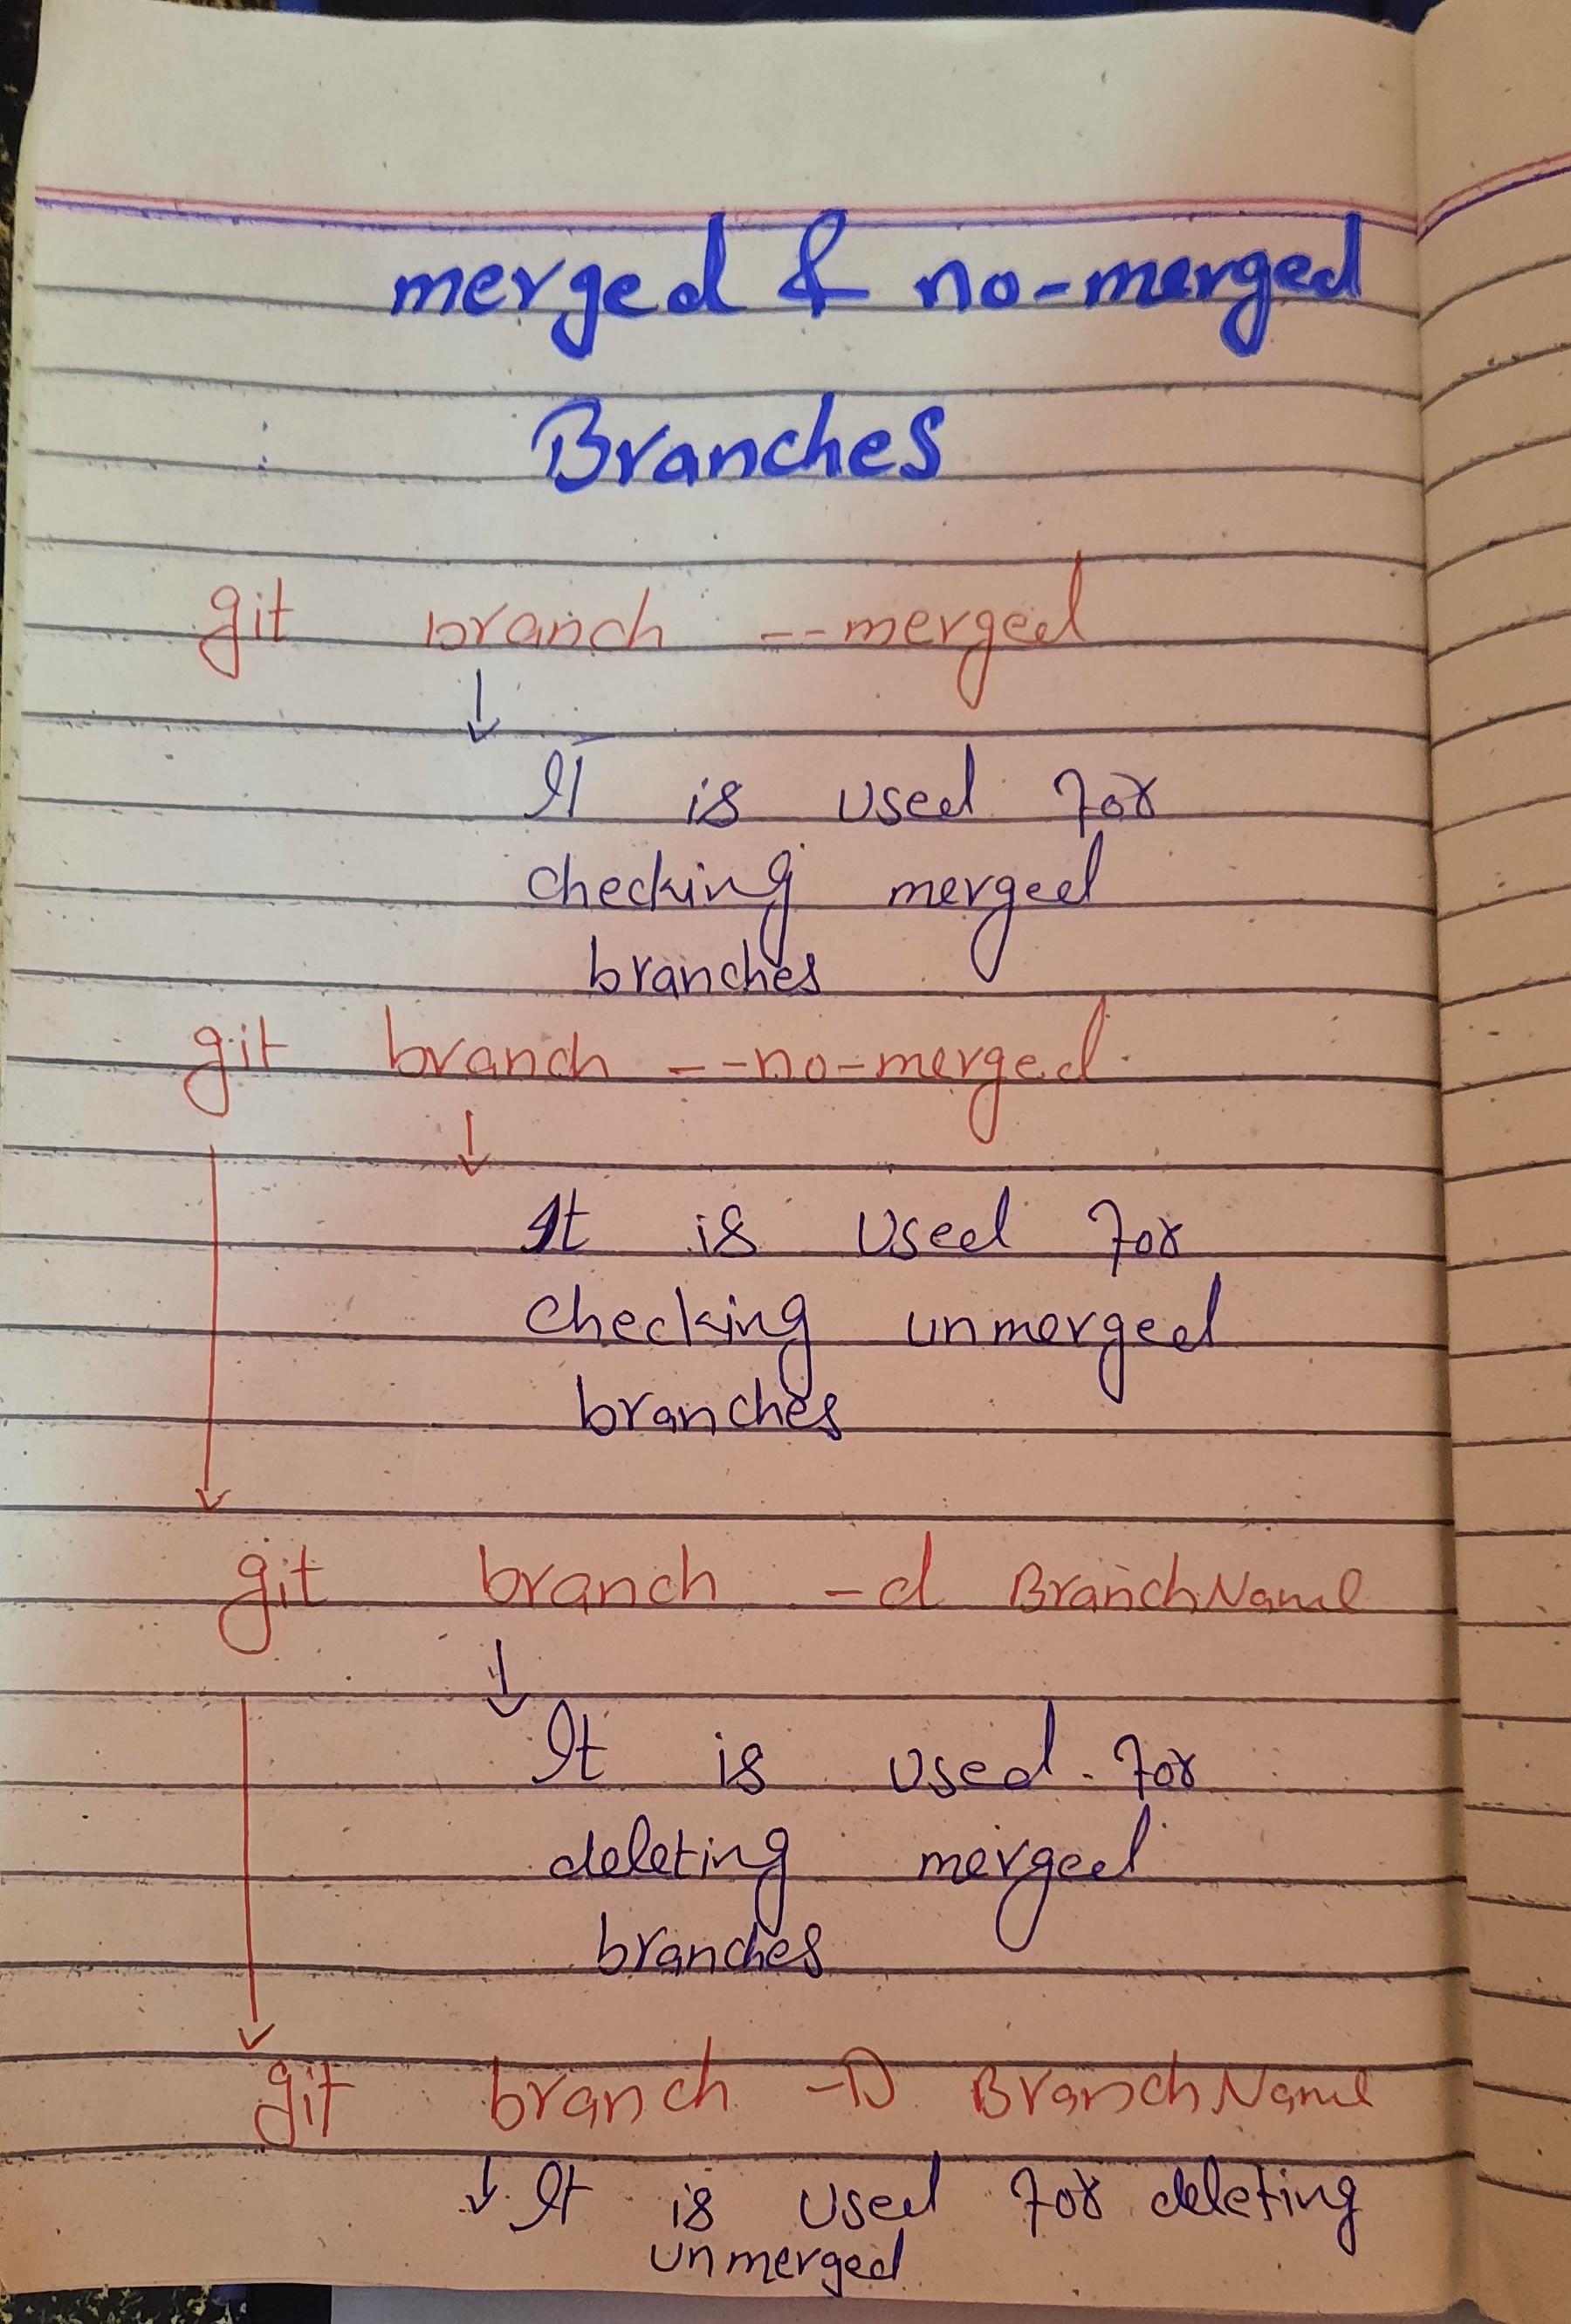 merged & no-merged
Branches
git branch --merged
It is used for
checking merged
branches
git branch --no-merged
It is used for
checking unmerged
branches
git branch -d BranchName
It is used for
deleting merged
branches
git branch -D BranchName
It is used for deleting
unmerged